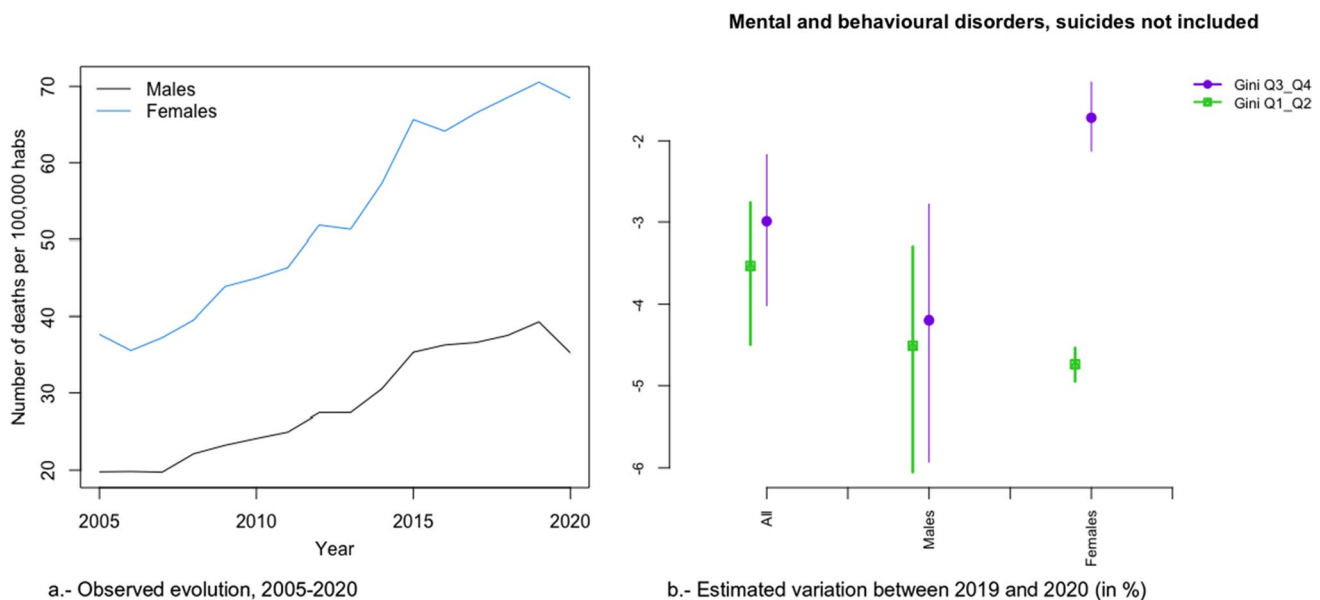 Mental and behavioural disorders, suicides not included
Males
Females
Number of deaths per 100,000 habs
70
60
50
40
30
20
2005
2010
2015
2020
Year
a.- Observed evolution, 2005-2020
Gini Q3_Q4
Gini Q1_Q2
-2
-3
-4
-5
-6
All
Males
Females
b.- Estimated variation between 2019 and 2020 (in %)